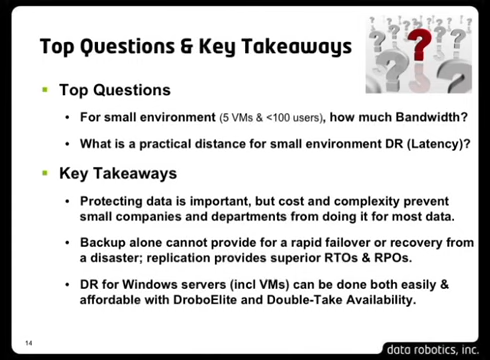 Top Questions & Key Takeaways
Top Questions
• For small environment (5 VMs & <100 users), how much Bandwidth?
• What is a practical distance for small environment DR (Latency)?
Key Takeaways
• Protecting data is important, but cost and complexity prevent
small companies and departments from doing it for most data.
• Backup alone cannot provide for a rapid failover or recovery from
a disaster; replication provides superior RTOs & RPOs.
• DR for Windows servers (incl VMs) can be done both easily &
affordable with DroboElite and Double-Take Availability.
14
data robotics, inc.